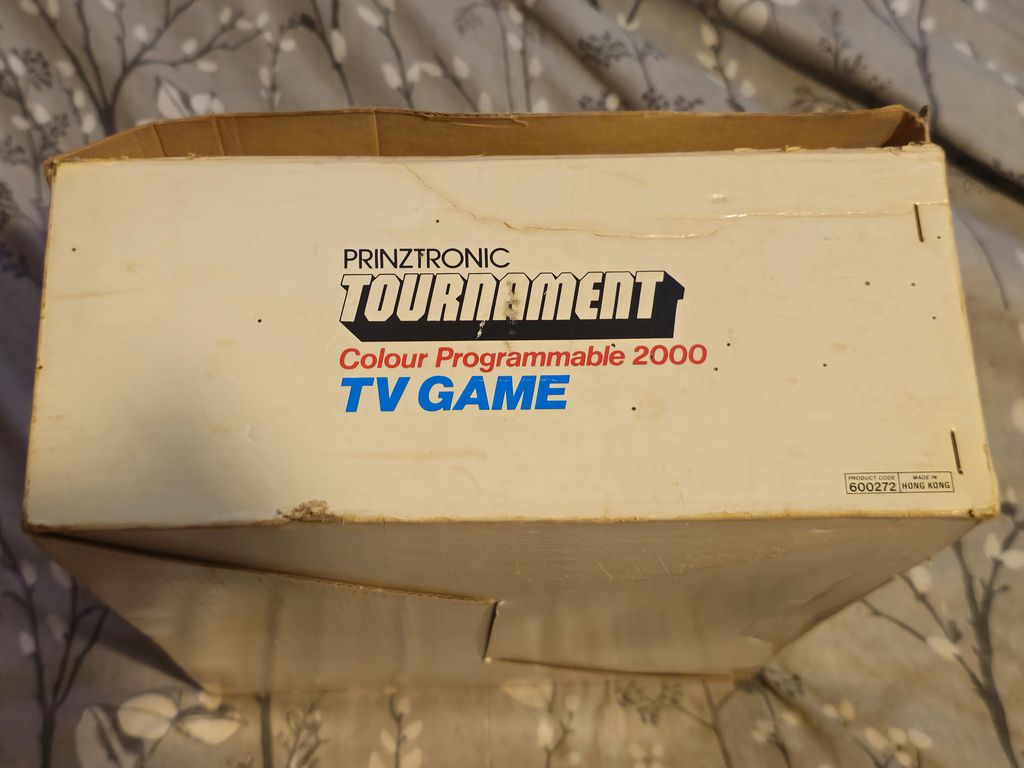 PRINZTRONIC
TOURNAMENT
Colour Programmable 2000
TV GAME
PRODUCT CODE
600272
MADE IN
HONG KONG